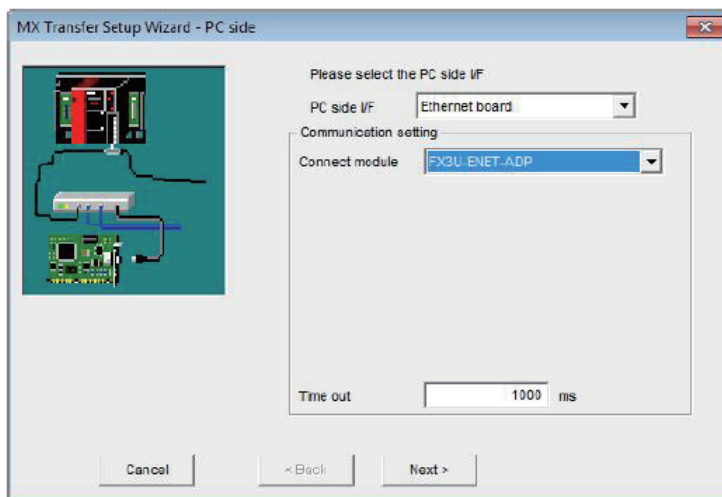 MX Transfer Setup Wizard - PC side
Please select the PC side I/F
PC side I/F
Ethernet board
Communication setting
Connect module
FX3U-ENET-ADP
Time out
1000
ms
Cancel
< Back
Next >